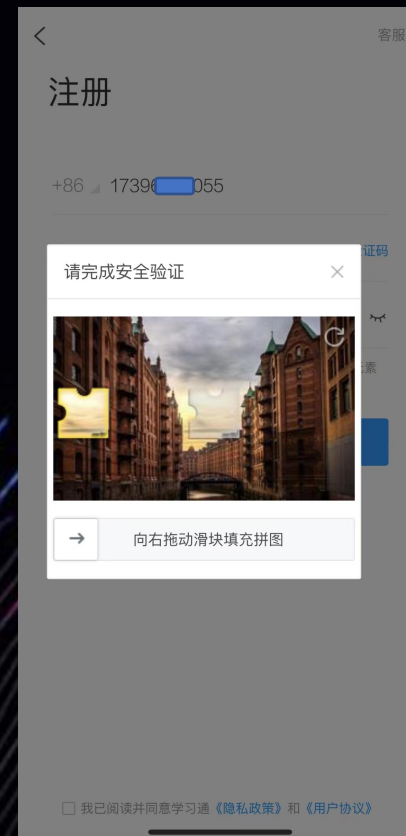 客服
注册
+86 1739 055
证码
请完成安全验证
素
向右拖动滑块填充拼图
我已阅读并同意学习通《隐私政策》和《用户协议》